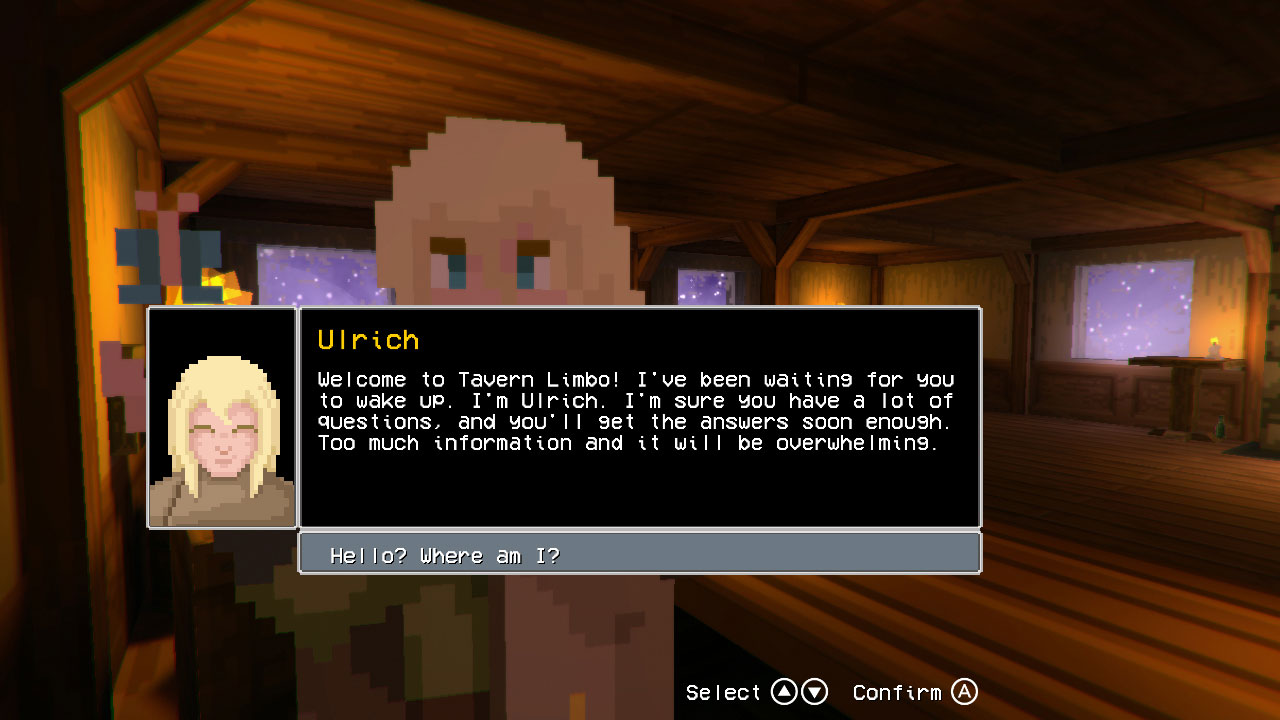 Ulrich
Welcome to Tavern Limbo! I've been waiting for you
to wake up. I'm Ulrich. I'm sure you have a lot of
questions, and you'll get the answers soon enough.
Too much information and it will be overwhelming.
Hello? Where am I?
Select ▲▼ Confirm A